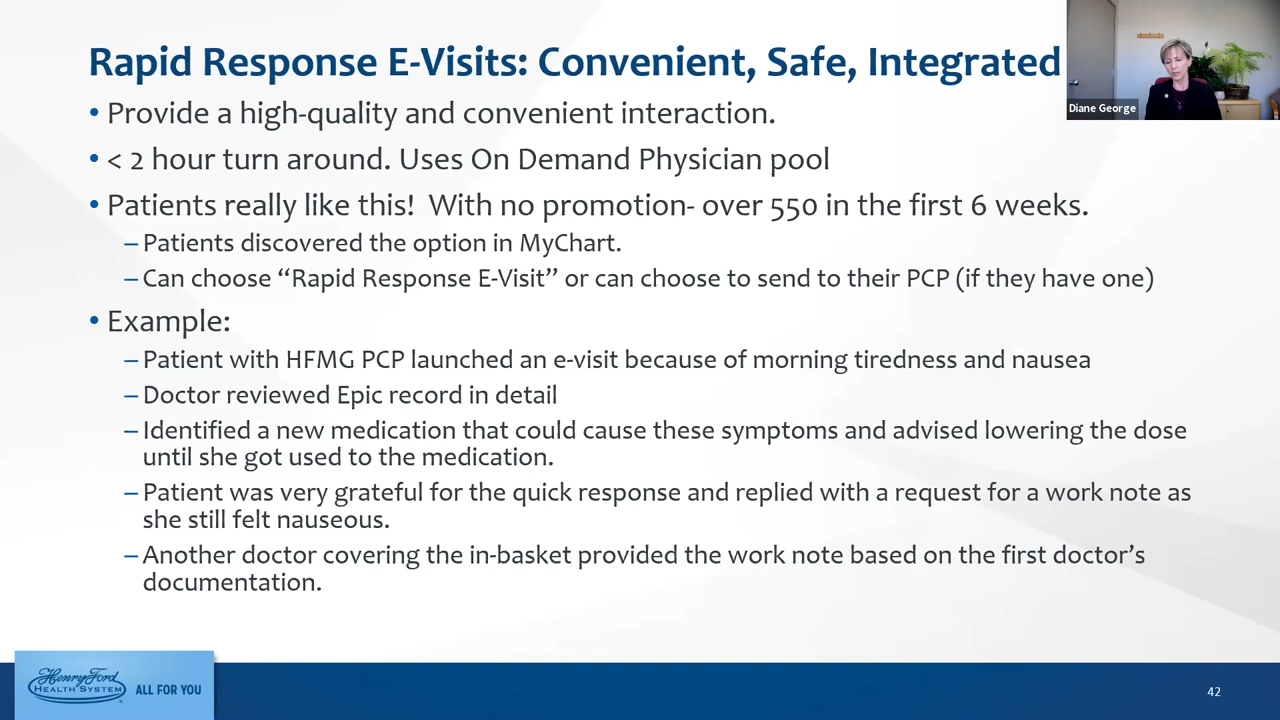 Rapid Response E-Visits: Convenient, Safe, Integrated
Diane George
• Provide a high-quality and convenient interaction.
• < 2 hour turn around. Uses On Demand Physician pool
• Patients really like this!  With no promotion- over 550 in the first 6 weeks.
– Patients discovered the option in MyChart.
– Can choose “Rapid Response E-Visit” or can choose to send to their PCP (if they have one)
• Example:
– Patient with HFMG PCP launched an e-visit because of morning tiredness and nausea
– Doctor reviewed Epic record in detail
– Identified a new medication that could cause these symptoms and advised lowering the dose
until she got used to the medication.
– Patient was very grateful for the quick response and replied with a request for a work note as
she still felt nauseous.
– Another doctor covering the in-basket provided the work note based on the first doctor’s
documentation.
Henry Ford
HEALTH SYSTEM
ALL FOR YOU
42